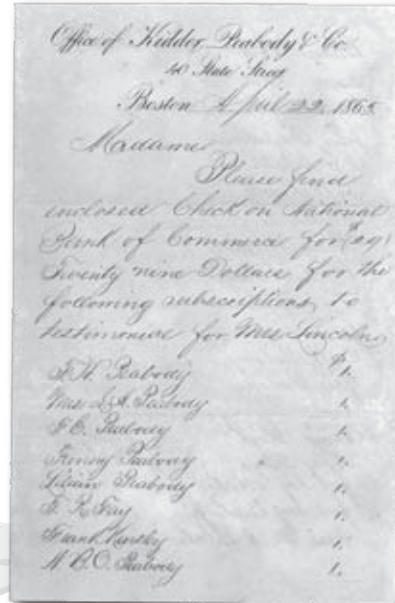 Office of Kidder, Peabody & Co.
40 State Street
Boston April 22, 1865
Madame
Please find
enclosed Check on National
Bank of Commerce for $29
Twenty nine Dollars for the
following subscriptions to
testimonial for Mrs. Lincoln
F. H. Peabody $1.
Mrs. Peabody 1.
F. E. Peabody 1.
Peabody 1.
Lilian Peabody 1.
Fay 1.
Frank 1.
Peabody 1.